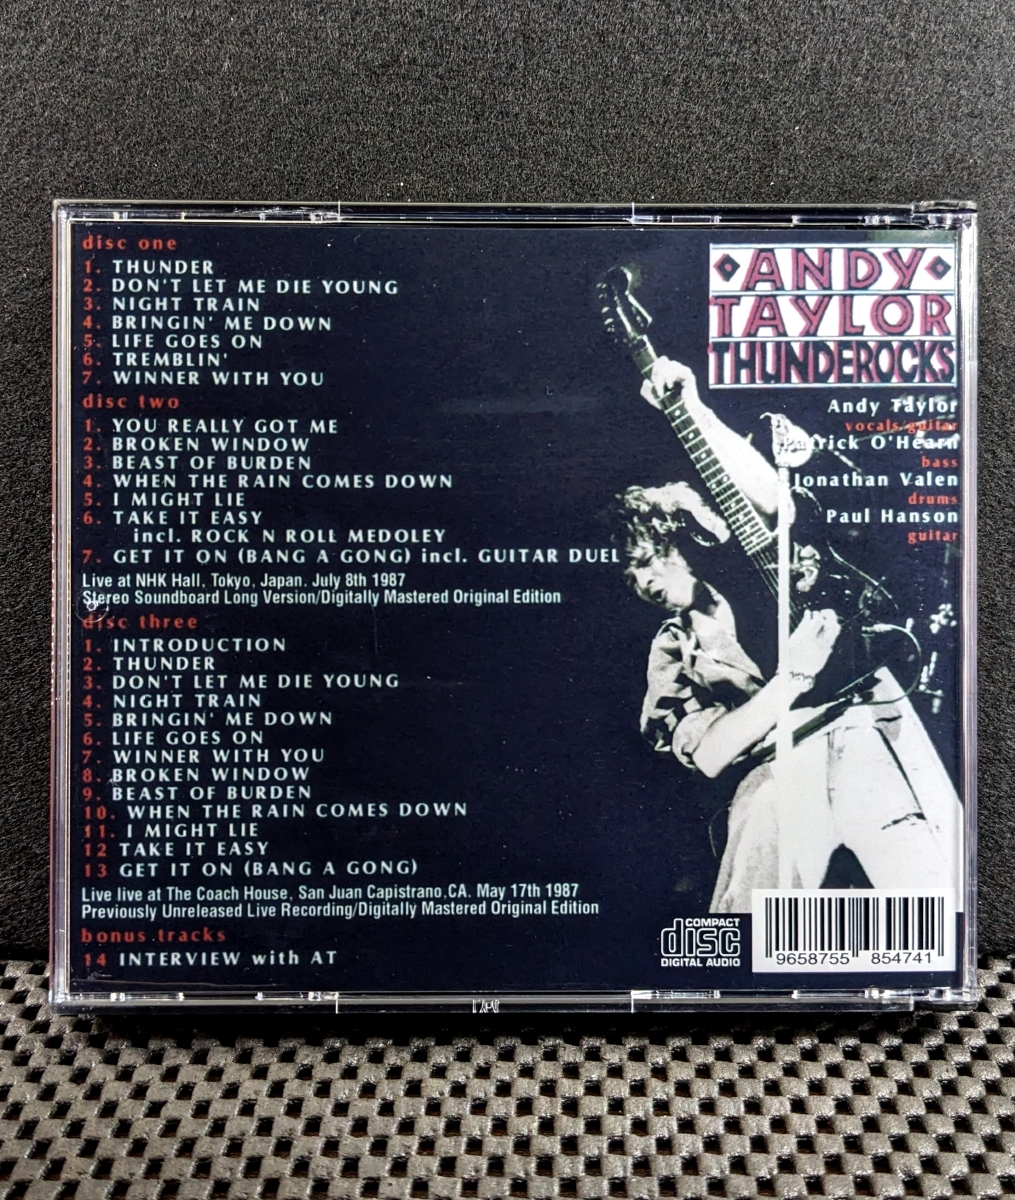 disc one
1. THUNDER
2. DON'T LET ME DIE YOUNG
3. NIGHT TRAIN
4. BRINGIN' ME DOWN
5. LIFE GOES ON
6. TREMBLIN'
7. WINNER WITH YOU
disc two
1. YOU REALLY GOT ME
2. BROKEN WINDOW
3. BEAST OF BURDEN
4. WHEN THE RAIN COMES DOWN
5. I MIGHT LIE
6. TAKE IT EASY
incl. ROCK N ROLL MEDOLEY
7. GET IT ON (BANG A GONG) incl. GUITAR DUEL
Live at NHK Hall, Tokyo, Japan. July 8th 1987
Stereo Soundboard Long Version/Digitally Mastered Original Edition
disc three
1. INTRODUCTION
2. THUNDER
3. DON'T LET ME DIE YOUNG
4. NIGHT TRAIN
5. BRINGIN' ME DOWN
6. LIFE GOES ON
7. WINNER WITH YOU
8. BROKEN WINDOW
9. BEAST OF BURDEN
10. WHEN THE RAIN COMES DOWN
11. I MIGHT LIE
12 TAKE IT EASY
13 GET IT ON (BANG A GONG)
Live live at The Coach House, San Juan Capistrano,CA. May 17th 1987
Previously Unreleased Live Recording/Digitally Mastered Original Edition
bonus tracks
14 INTERVIEW with AT
ANDY
TAYLOR
THUNDEROCKS
Andy Taylor
vocals/guitar
Patrick O'Hearn
bass
Jonathan Valen
drums
Paul Hanson
guitar
COMPACT
disc
DIGITAL AUDIO
9658755 854741